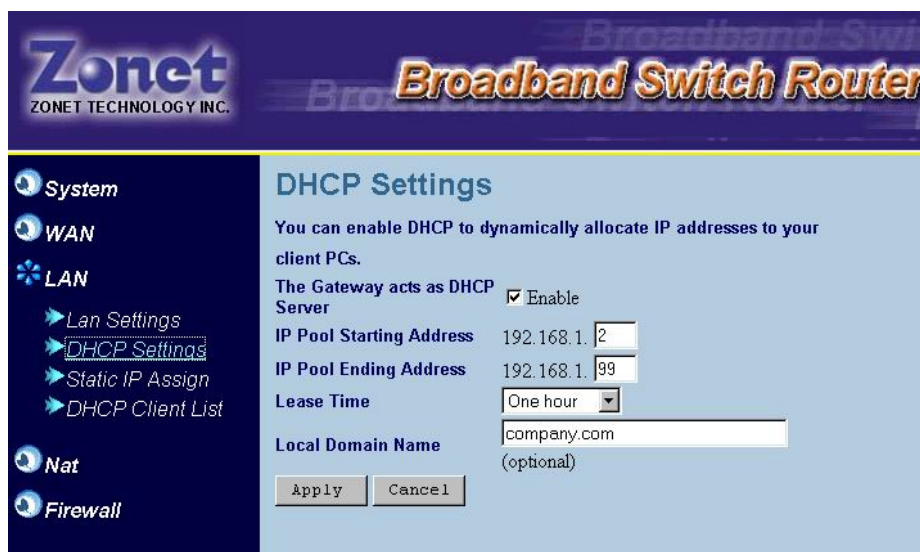 Zonet
ZONET TECHNOLOGY INC.
Broadband Swi
Broadband Switch Router
System
WAN
LAN
Lan Settings
DHCP Settings
Static IP Assign
DHCP Client List
Nat
Firewall
DHCP Settings
You can enable DHCP to dynamically allocate IP addresses to your
client PCs.
The Gateway acts as DHCP
Server
Enable
IP Pool Starting Address 192.168.1. 2
IP Pool Ending Address 192.168.1. 99
Lease Time One hour
Local Domain Name company.com
(optional)
Apply Cancel